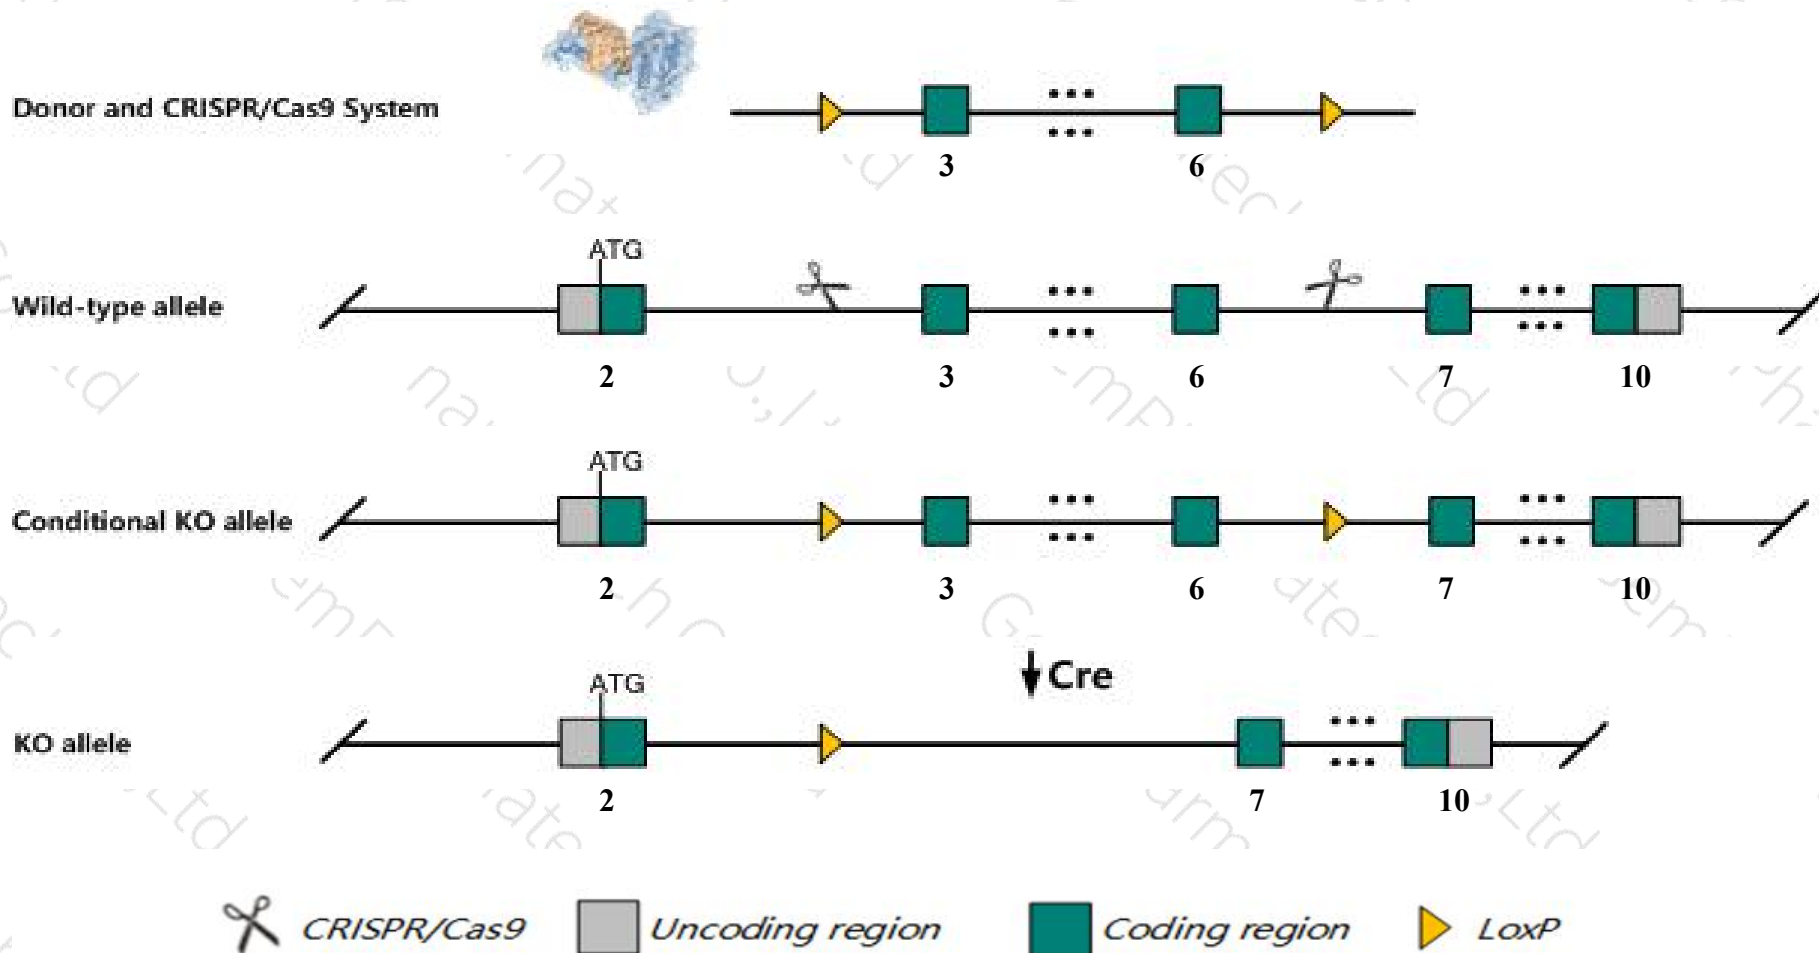 Donor and CRISPR/Cas9 System
3 6
ATG
Wild-type allele
2 3 6 7 10
ATG
Conditional KO allele
2 3 6 7 10
Cre
ATG
KO allele
2 7 10
CRISPR/Cas9 Uncoding region Coding region LoxP